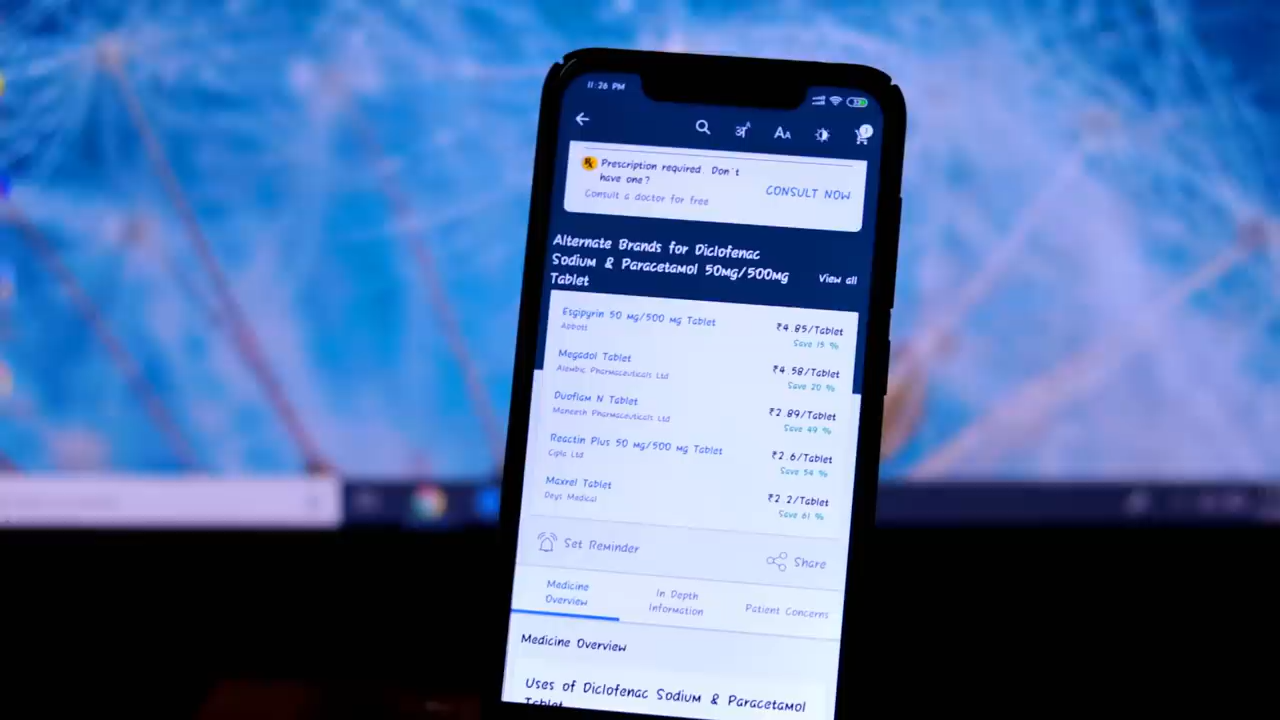 11:26 PM
अA
AA
Rx Prescription required. Don't
have one?
Consult a doctor for free
CONSULT NOW
Alternate Brands for Diclofenac
Sodium & Paracetamol 50mg/500mg
Tablet
View all
Esgipyrin 50 mg/500 mg Tablet
₹4.85/Tablet
Abbott
Save 15 %
Megadol Tablet
₹4.58/Tablet
Alembic Pharmaceuticals Ltd
Save 20 %
Duoflam N Tablet
₹2.89/Tablet
Maneesh Pharmaceuticals Ltd
Save 49 %
Reactin Plus 50 mg/500 mg Tablet
₹2.6/Tablet
Cipla Ltd
Save 54 %
Maxrel Tablet
₹2.2/Tablet
Deys Medical
Save 61 %
Set Reminder
Share
Medicine
Overview
In Depth
Information
Patient Concerns
Medicine Overview
Uses of Diclofenac Sodium & Paracetamol
Tablet